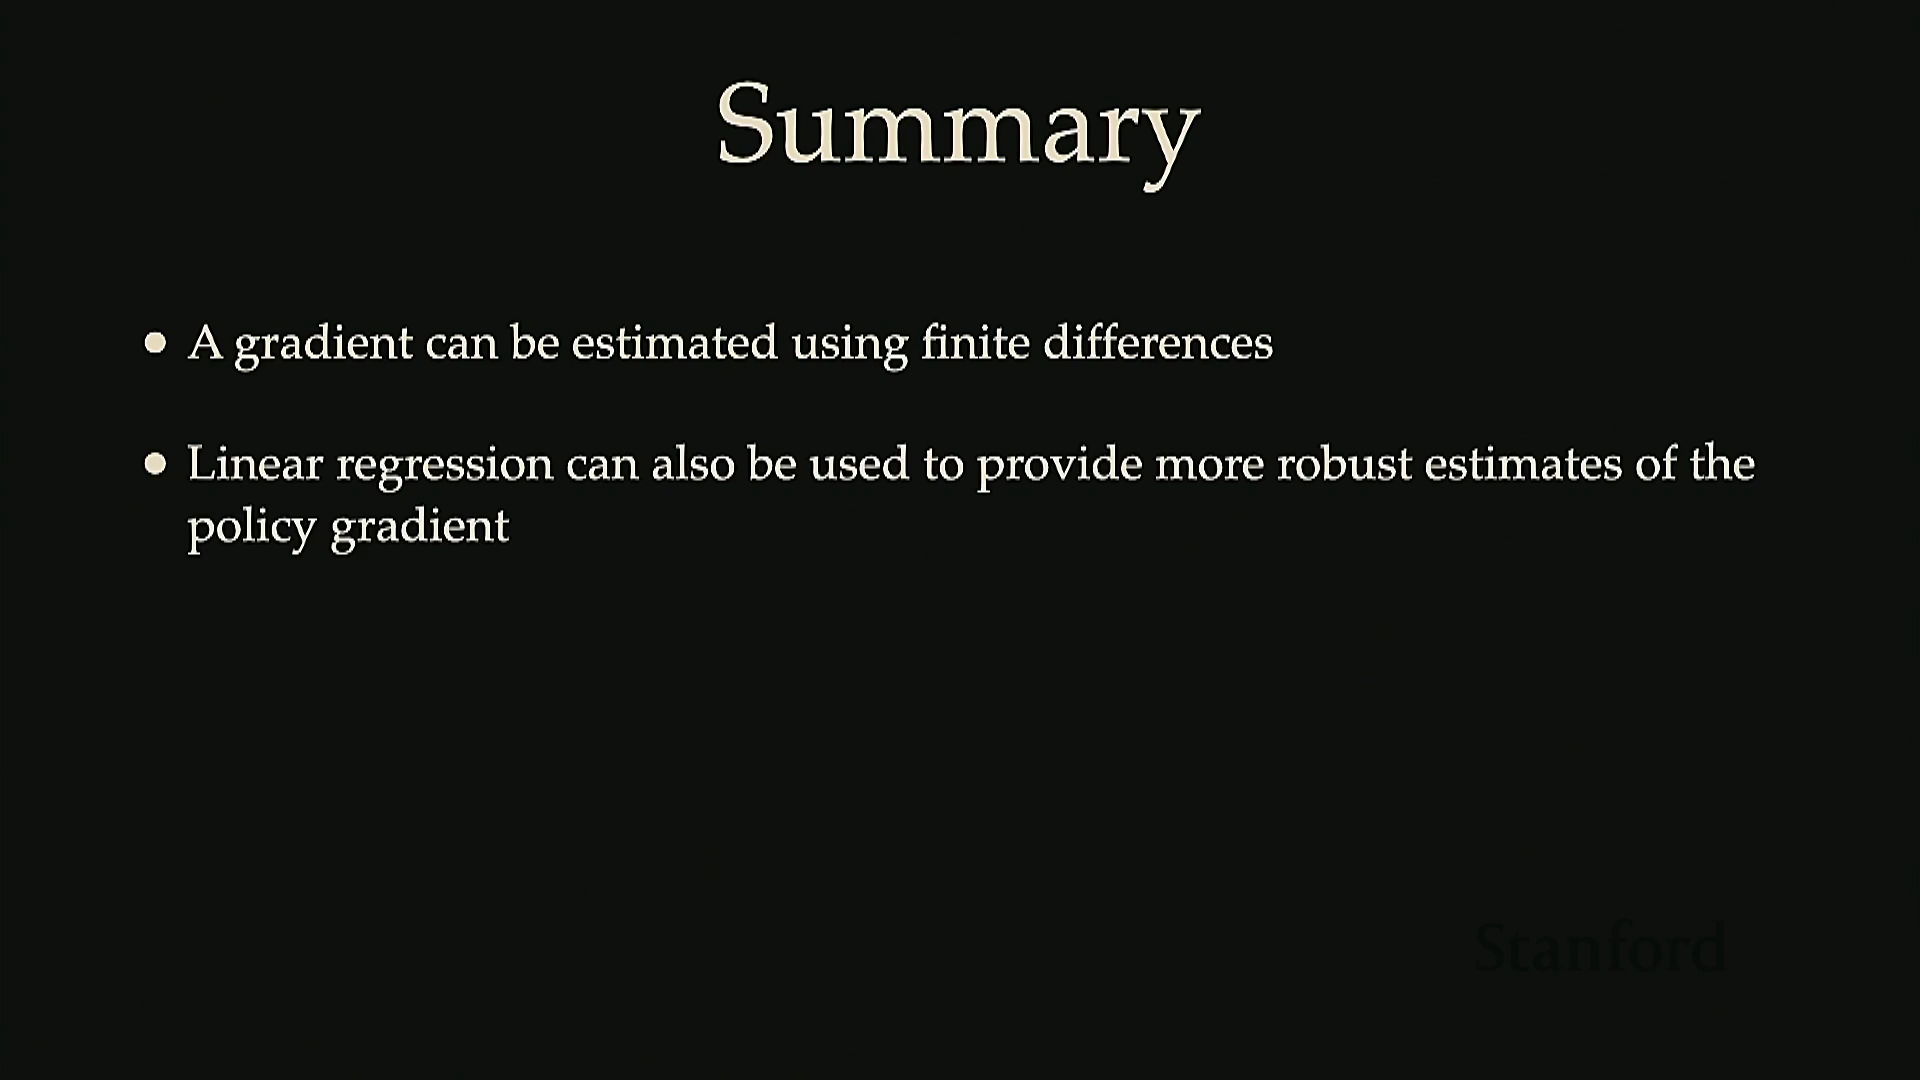 Summary
• A gradient can be estimated using finite differences
• Linear regression can also be used to provide more robust estimates of the
policy gradient
Stanford